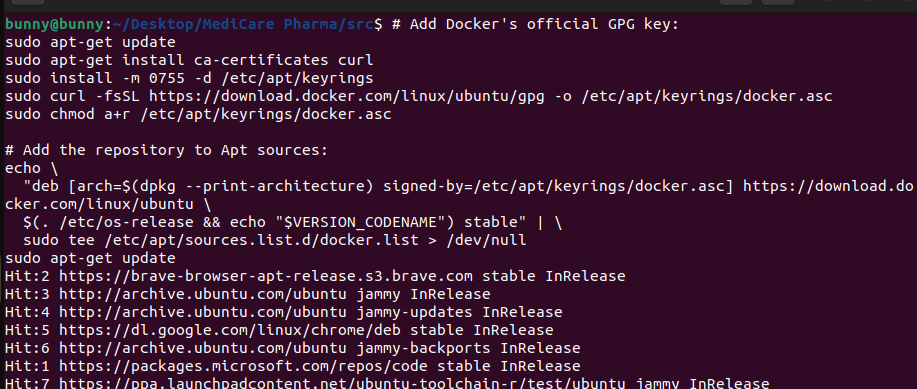 bunny@bunny:~/Desktop/MediCare Pharma/src$ # Add Docker's official GPG key:
sudo apt-get update
sudo apt-get install ca-certificates curl
sudo install -m 0755 -d /etc/apt/keyrings
sudo curl -fsSL https://download.docker.com/linux/ubuntu/gpg -o /etc/apt/keyrings/docker.asc
sudo chmod a+r /etc/apt/keyrings/docker.asc

# Add the repository to Apt sources:
echo \
  "deb [arch=$(dpkg --print-architecture) signed-by=/etc/apt/keyrings/docker.asc] https://download.do
cker.com/linux/ubuntu \
  $(. /etc/os-release && echo "$VERSION_CODENAME") stable" | \
  sudo tee /etc/apt/sources.list.d/docker.list > /dev/null
sudo apt-get update
Hit:2 https://brave-browser-apt-release.s3.brave.com stable InRelease
Hit:3 http://archive.ubuntu.com/ubuntu jammy InRelease
Hit:4 http://archive.ubuntu.com/ubuntu jammy-updates InRelease
Hit:5 https://dl.google.com/linux/chrome/deb stable InRelease
Hit:6 http://archive.ubuntu.com/ubuntu jammy-backports InRelease
Hit:1 https://packages.microsoft.com/repos/code stable InRelease
Hit:7 https://ppa.launchpadcontent.net/ubuntu-toolchain-r/test/ubuntu jammy InRelease